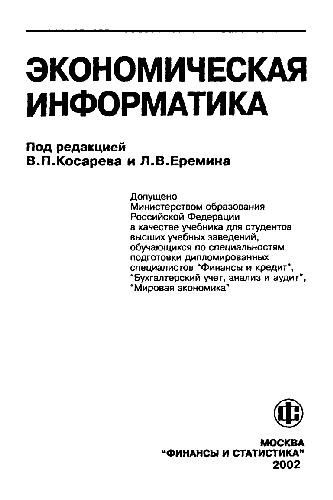 ЭКОНОМИЧЕСКАЯ
ИНФОРМАТИКА
Под редакцией
В.П.Косарева и Л.В.Еремина
Допущено
Министерством образования
Российской Федерации
в качестве учебника для студентов
высших учебных заведений,
обучающихся по специальностям
подготовки дипломированных
специалистов "Финансы и кредит",
"Бухгалтерский учет, анализ и аудит",
"Мировая экономика"
МОСКВА
"ФИНАНСЫ И СТАТИСТИКА"
2002